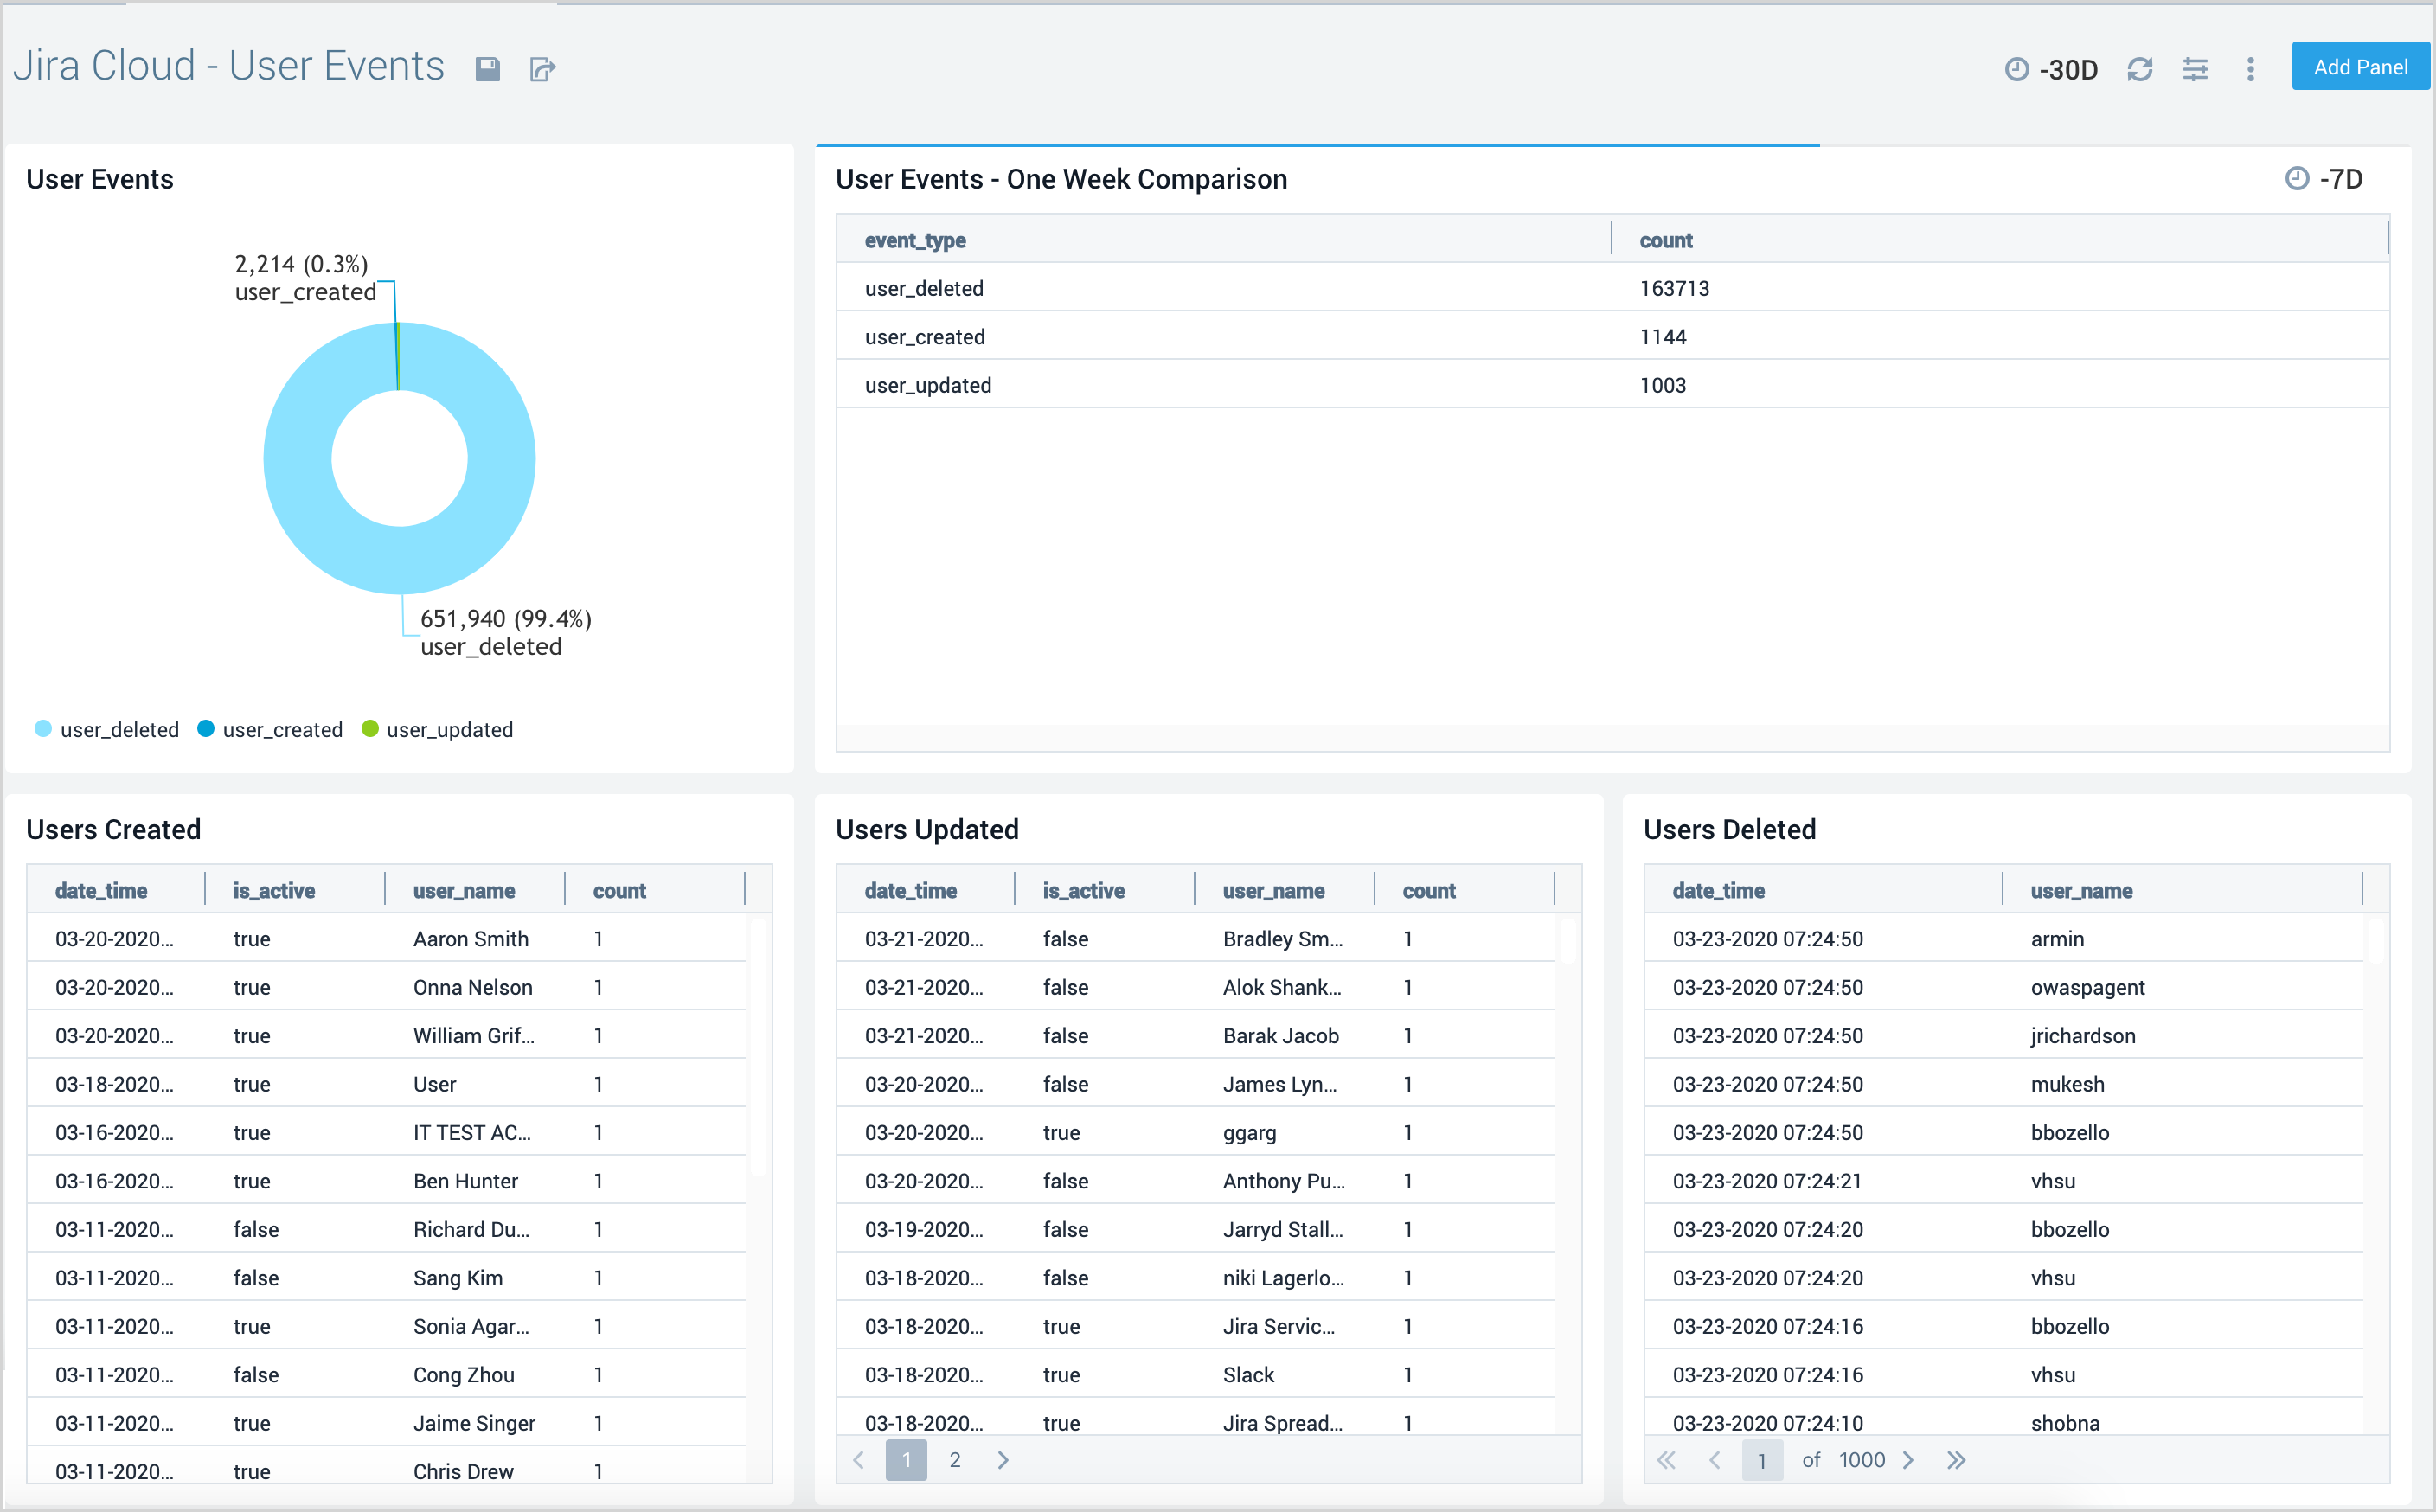 Jira Cloud - User Events
-30D
Add Panel
User Events
2,214 (0.3%)
user_created
651,940 (99.4%)
user_deleted
user_deleted user_created user_updated
User Events - One Week Comparison
-7D
event_type count
user_deleted 163713
user_created 1144
user_updated 1003
Users Created
date_time is_active user_name count
03-20-2020... true Aaron Smith 1
03-20-2020... true Onna Nelson 1
03-20-2020... true William Grif... 1
03-18-2020... true User 1
03-16-2020... true IT TEST AC... 1
03-16-2020... true Ben Hunter 1
03-11-2020... false Richard Du... 1
03-11-2020... false Sang Kim 1
03-11-2020... true Sonia Agar... 1
03-11-2020... false Cong Zhou 1
03-11-2020... true Jaime Singer 1
03-11-2020... true Chris Drew 1
Users Updated
date_time is_active user_name count
03-21-2020... false Bradley Sm... 1
03-21-2020... false Alok Shank... 1
03-21-2020... false Barak Jacob 1
03-20-2020... false James Lyn... 1
03-20-2020... true ggarg 1
03-20-2020... false Anthony Pu... 1
03-19-2020... false Jarryd Stall... 1
03-18-2020... false niki Lagerlo... 1
03-18-2020... true Jira Servic... 1
03-18-2020... true Slack 1
03-18-2020... true Jira Spread... 1
1 2
Users Deleted
date_time user_name
03-23-2020 07:24:50 armin
03-23-2020 07:24:50 owaspagent
03-23-2020 07:24:50 jrichardson
03-23-2020 07:24:50 mukesh
03-23-2020 07:24:50 bbozello
03-23-2020 07:24:21 vhsu
03-23-2020 07:24:20 bbozello
03-23-2020 07:24:20 vhsu
03-23-2020 07:24:16 bbozello
03-23-2020 07:24:16 vhsu
03-23-2020 07:24:10 shobna
1 of 1000